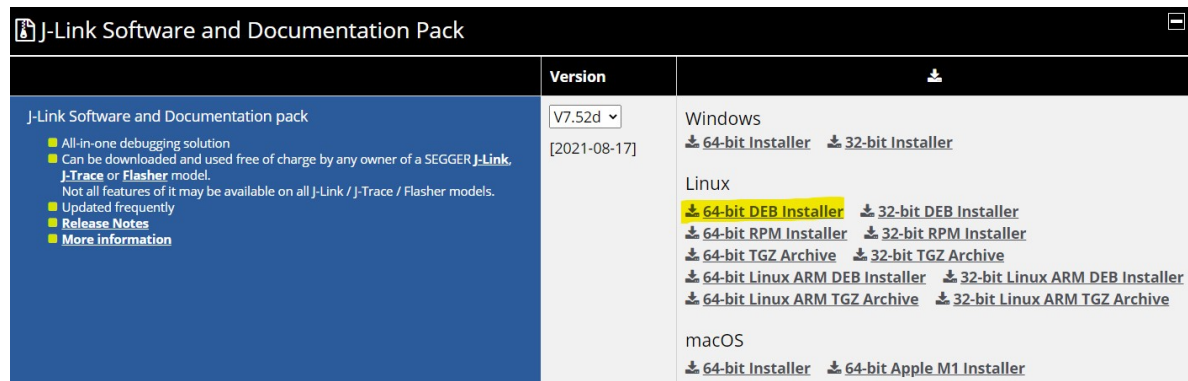 J-Link Software and Documentation Pack
Version
J-Link Software and Documentation pack
All-in-one debugging solution
Can be downloaded and used free of charge by any owner of a SEGGER J-Link,
J-Trace or Flasher model.
Not all features of it may be available on all J-Link / J-Trace / Flasher models.
Updated frequently
Release Notes
More information
V7.52d
[2021-08-17]
Windows
64-bit Installer 32-bit Installer
Linux
64-bit DEB Installer 32-bit DEB Installer
64-bit RPM Installer 32-bit RPM Installer
64-bit TGZ Archive 32-bit TGZ Archive
64-bit Linux ARM DEB Installer 32-bit Linux ARM DEB Installer
64-bit Linux ARM TGZ Archive 32-bit Linux ARM TGZ Archive
macOS
64-bit Installer 64-bit Apple M1 Installer